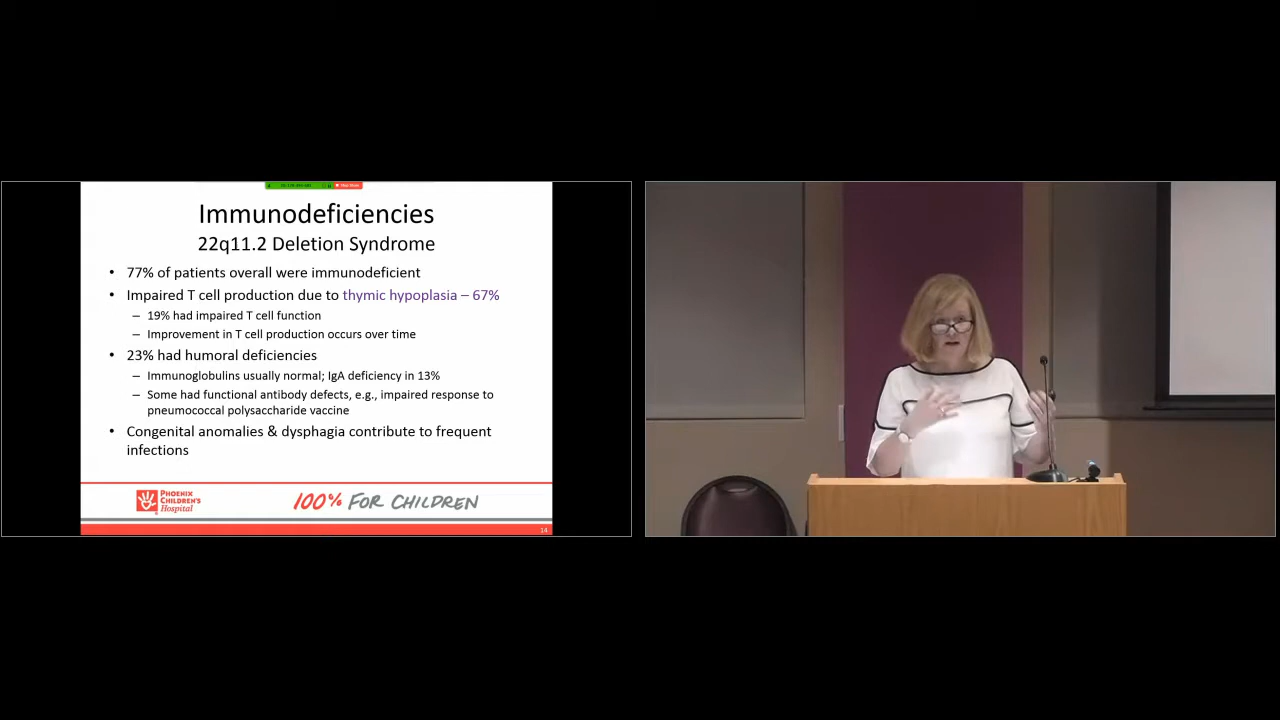 Immunodeficiencies
22q11.2 Deletion Syndrome
• 77% of patients overall were immunodeficient
• Impaired T cell production due to thymic hypoplasia – 67%
– 19% had impaired T cell function
– Improvement in T cell production occurs over time
• 23% had humoral deficiencies
– Immunoglobulins usually normal; IgA deficiency in 13%
– Some had functional antibody defects, e.g., impaired response to
pneumococcal polysaccharide vaccine
• Congenital anomalies & dysphagia contribute to frequent
infections
PHOENIX
CHILDREN'S
Hospital
100% FOR CHILDREN
14